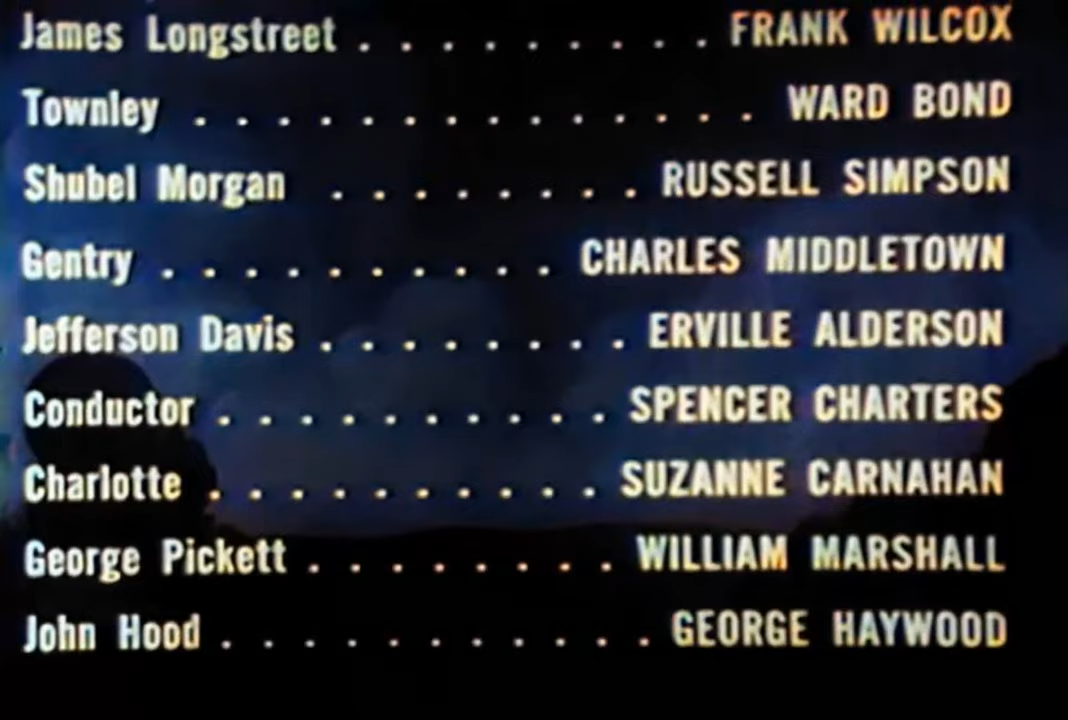 James Longstreet . . . . . . . . . FRANK WILCOX
Townley . . . . . . . . . . . . . . WARD BOND
Shubel Morgan . . . . . . . . RUSSELL SIMPSON
Gentry . . . . . . . . . . CHARLES MIDDLETOWN
Jefferson Davis . . . . . . . . ERVILLE ALDERSON
Conductor . . . . . . . . . . SPENCER CHARTERS
Charlotte . . . . . . . . . . SUZANNE CARNAHAN
George Pickett . . . . . . . . WILLIAM MARSHALL
John Hood . . . . . . . . . . . GEORGE HAYWOOD